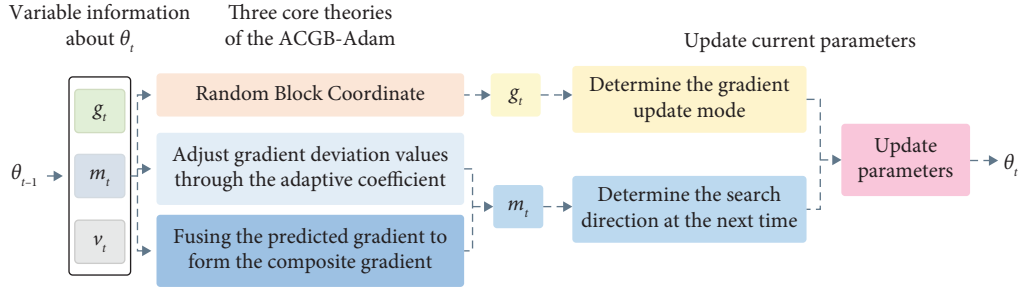 Variable information
about θt
Three core theories
of the ACGB-Adam
Update current parameters
θt–1
gt
mt
vt
Random Block Coordinate
Adjust gradient deviation values
through the adaptive coefficient
Fusing the predicted gradient to
form the composite gradient
gt
mt
Determine the gradient
update mode
Determine the search
direction at the next time
Update
parameters
θt